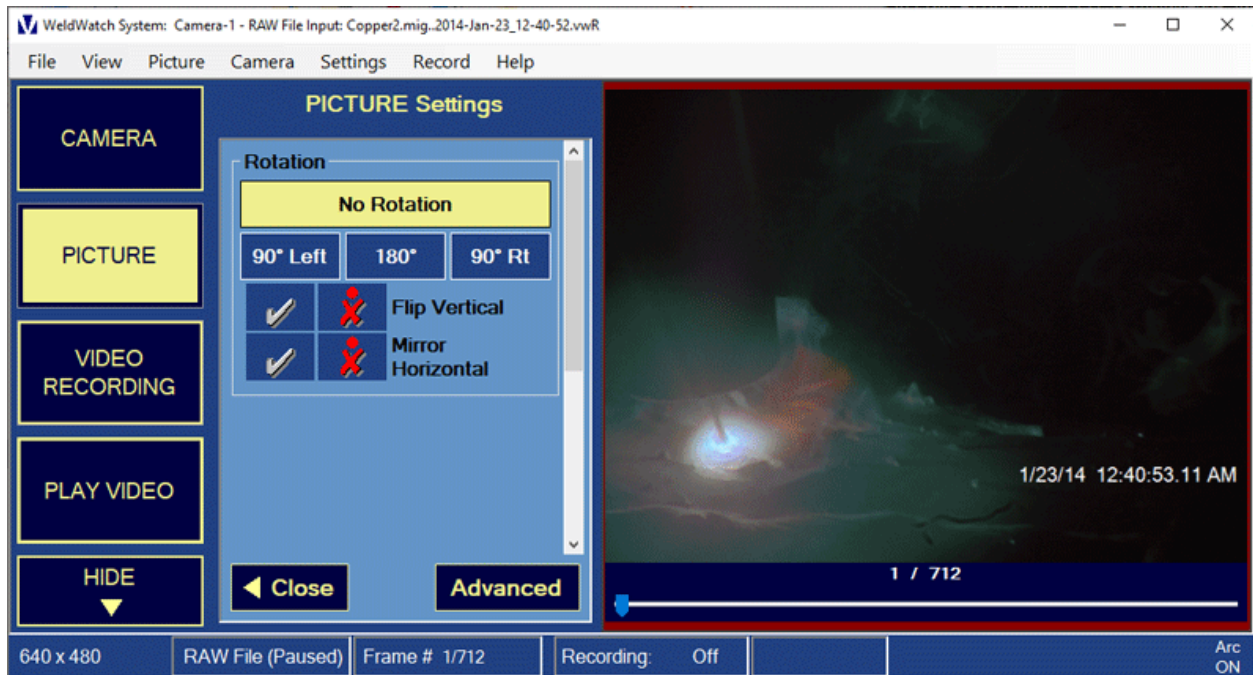 WeldWatch System:  Camera-1 - RAW File Input: Copper2.mig..2014-Jan-23_12-40-52.vwR
File View Picture Camera Settings Record Help
CAMERA
PICTURE
VIDEO
RECORDING
PLAY VIDEO
HIDE
PICTURE Settings
Rotation
No Rotation
90° Left 180° 90° Rt
Flip Vertical
Mirror
Horizontal
Close Advanced
1/23/14 12:40:53.11 AM
1 / 712
640 x 480 RAW File (Paused) Frame # 1/712 Recording: Off
Arc
ON